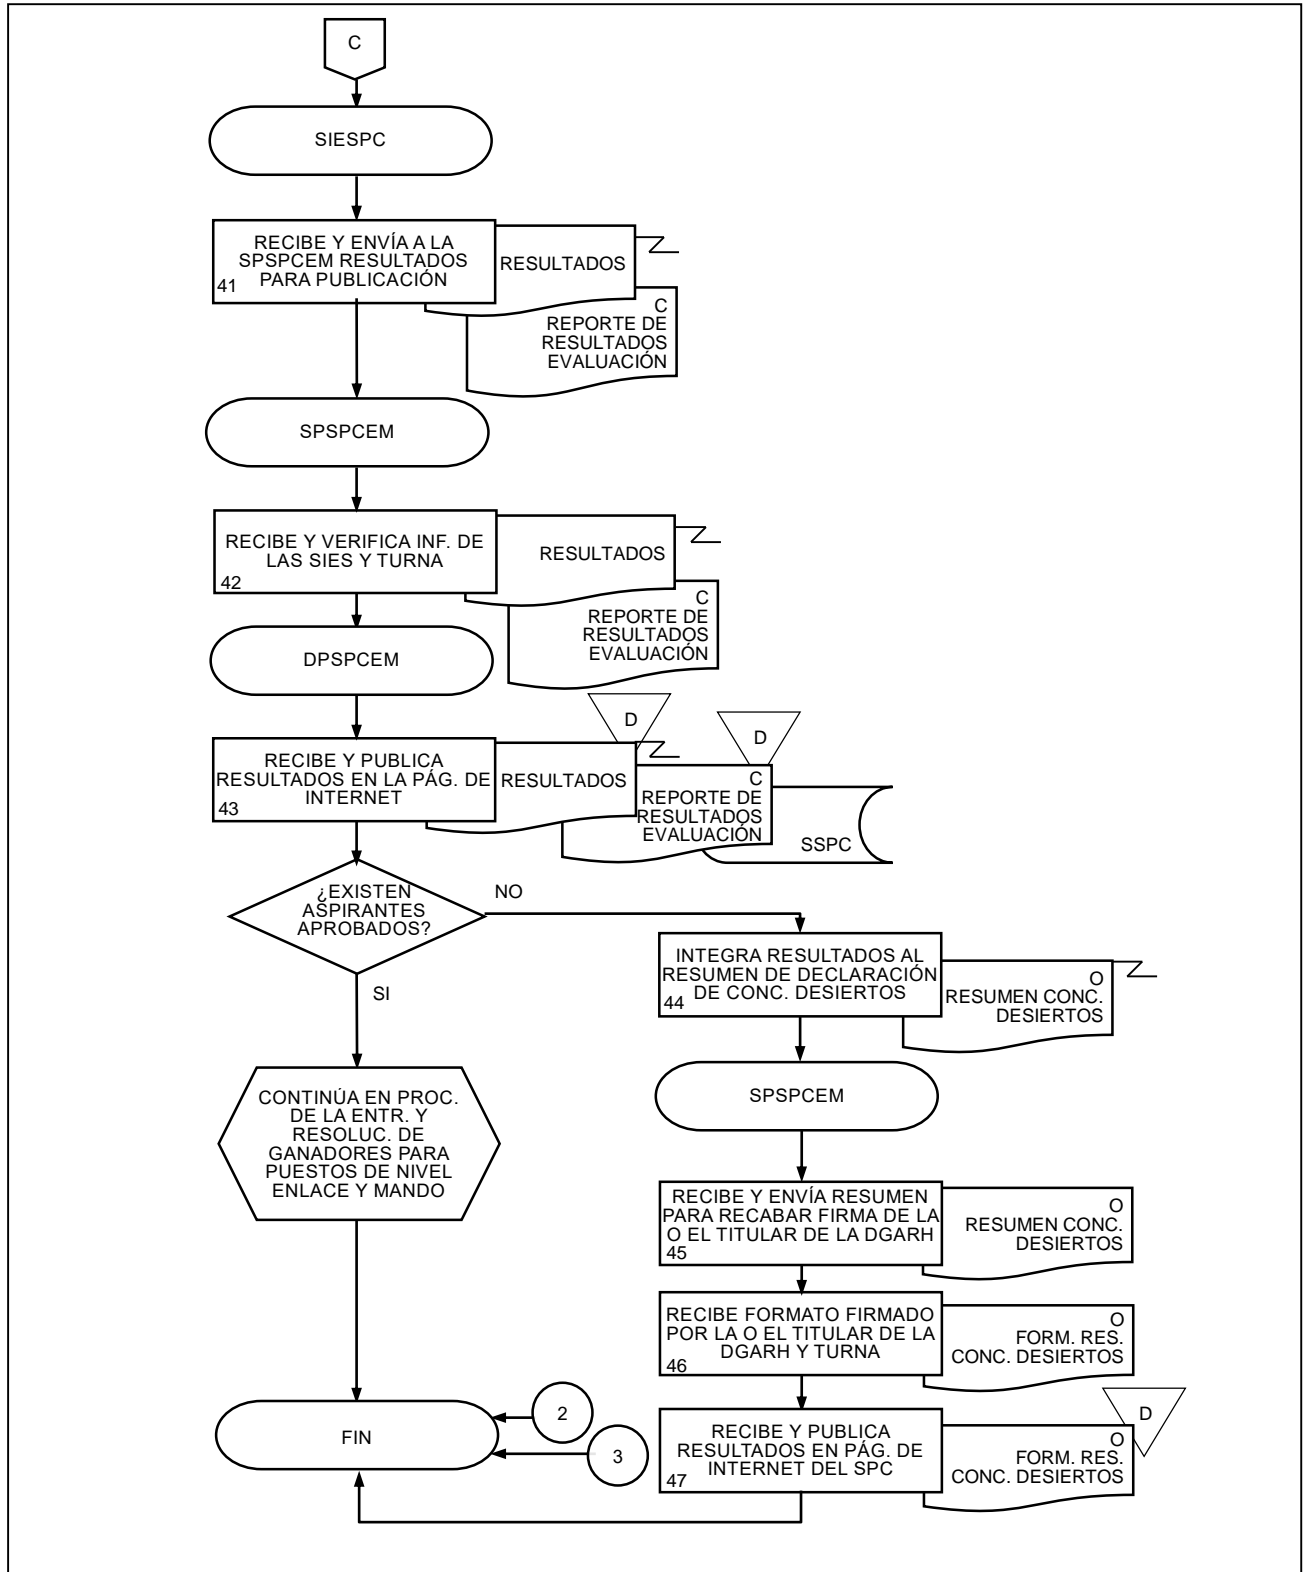 C
SIESPC
RECIBE Y ENVÍA A LA
SPSPCEM RESULTADOS
PARA PUBLICACIÓN
41
RESULTADOS
C
REPORTE DE
RESULTADOS
EVALUACIÓN
SPSPCEM
RECIBE Y VERIFICA INF. DE
LAS SIES Y TURNA
42
RESULTADOS
C
REPORTE DE
RESULTADOS
EVALUACIÓN
DPSPCEM
RECIBE Y PUBLICA
RESULTADOS EN LA PÁG. DE
INTERNET
43
D
RESULTADOS
D
C
REPORTE DE
RESULTADOS
EVALUACIÓN
SSPC
¿EXISTEN
ASPIRANTES
APROBADOS?
NO
SI
INTEGRA RESULTADOS AL
RESUMEN DE DECLARACIÓN
DE CONC. DESIERTOS
44
O
RESUMEN CONC.
DESIERTOS
SPSPCEM
CONTINÚA EN PROC.
DE LA ENTR. Y
RESOLUC. DE
GANADORES PARA
PUESTOS DE NIVEL
ENLACE Y MANDO
RECIBE Y ENVÍA RESUMEN
PARA RECABAR FIRMA DE LA
O EL TITULAR DE LA DGARH
45
O
RESUMEN CONC.
DESIERTOS
RECIBE FORMATO FIRMADO
POR LA O EL TITULAR DE LA
DGARH Y TURNA
46
O
FORM. RES.
CONC. DESIERTOS
RECIBE Y PUBLICA
RESULTADOS EN PÁG. DE
INTERNET DEL SPC
47
D
O
FORM. RES.
CONC. DESIERTOS
2
3
FIN